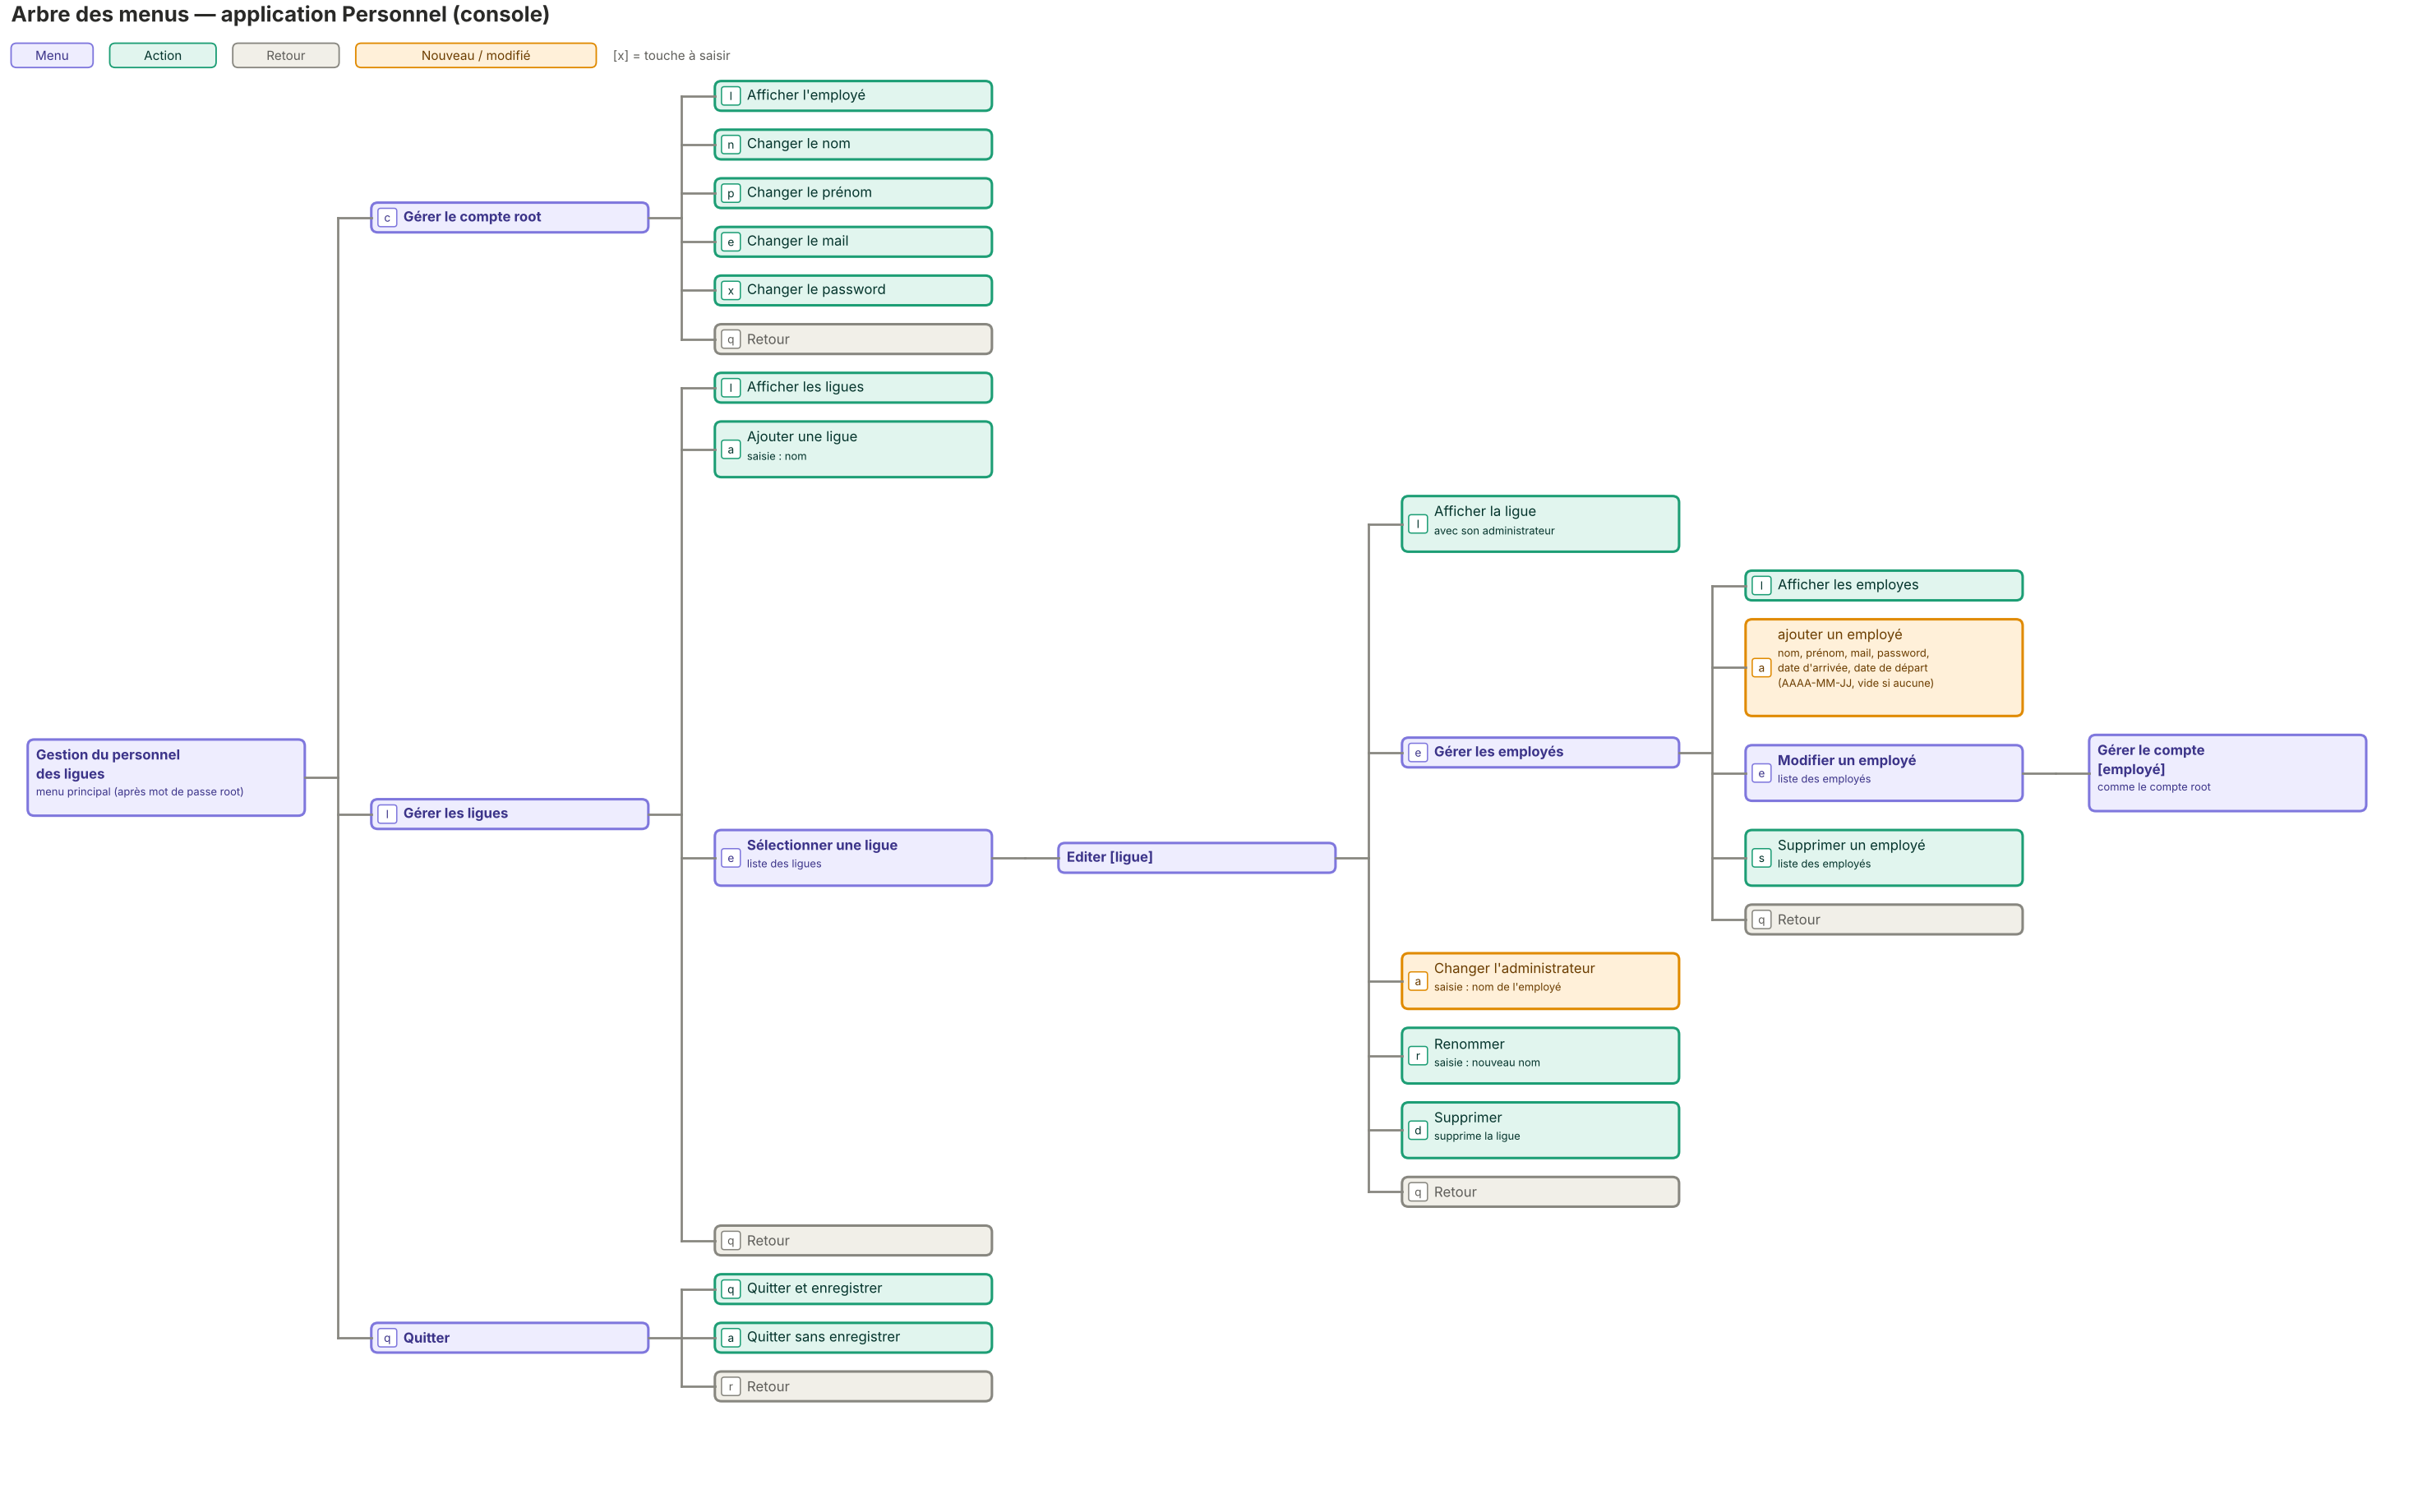 Arbre des menus — application Personnel (console)
Menu
Action
Retour
Nouveau / modifié
[x] = touche à saisir
l Afficher l'employé
n Changer le nom
p Changer le prénom
e Changer le mail
x Changer le password
q Retour
c Gérer le compte root
l Afficher les ligues
a Ajouter une ligue
saisie : nom
l Afficher la ligue
avec son administrateur
l Afficher les employes
a ajouter un employé
nom, prénom, mail, password,
date d'arrivée, date de départ
(AAAA-MM-JJ, vide si aucune)
Gestion du personnel
des ligues
menu principal (après mot de passe root)
l Gérer les ligues
e Sélectionner une ligue
liste des ligues
Editer [ligue]
e Gérer les employés
e Modifier un employé
liste des employés
Gérer le compte
[employé]
comme le compte root
s Supprimer un employé
liste des employés
q Retour
a Changer l'administrateur
saisie : nom de l'employé
r Renommer
saisie : nouveau nom
d Supprimer
supprime la ligue
q Retour
q Retour
q Quitter
q Quitter et enregistrer
a Quitter sans enregistrer
r Retour